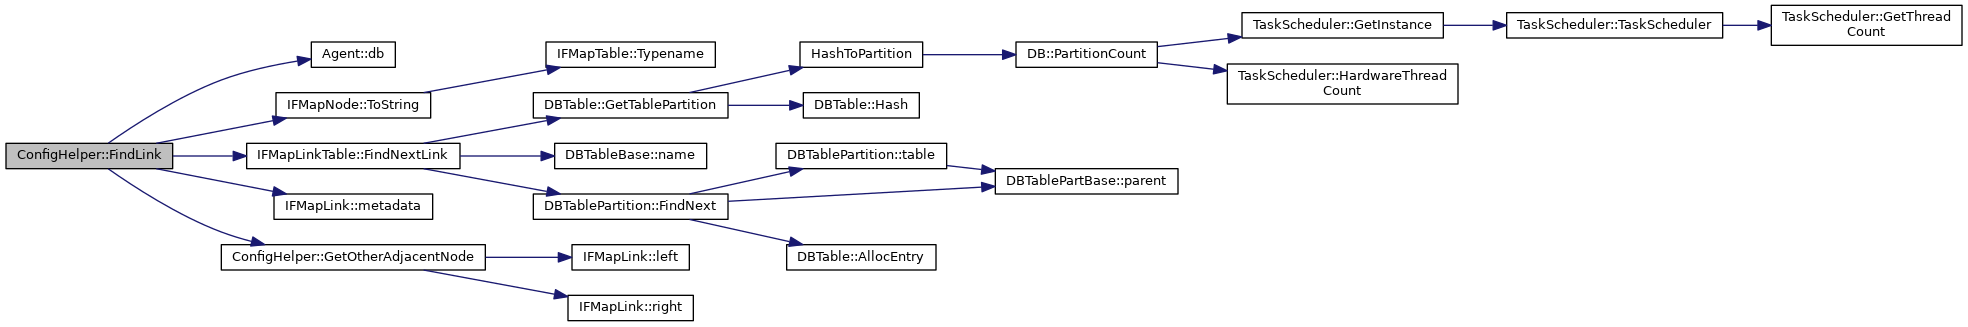 ConfigHelper::FindLink
Agent::db
IFMapNode::ToString
IFMapTable::Typename
IFMapLinkTable::FindNextLink
DBTable::GetTablePartition
HashToPartition
DB::PartitionCount
TaskScheduler::GetInstance
TaskScheduler::TaskScheduler
TaskScheduler::GetThread
Count
TaskScheduler::HardwareThread
Count
DBTable::Hash
DBTableBase::name
DBTablePartition::FindNext
DBTablePartition::table
DBTablePartBase::parent
DBTable::AllocEntry
IFMapLink::metadata
ConfigHelper::GetOtherAdjacentNode
IFMapLink::left
IFMapLink::right